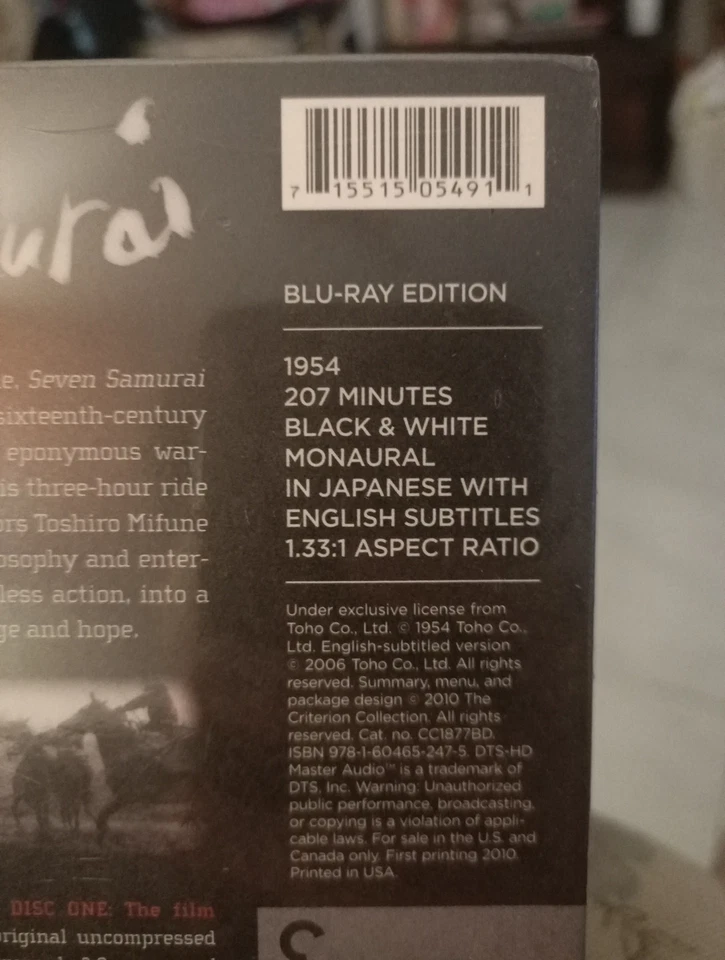 urai
7 15515 05491 1
BLU-RAY EDITION
1954
207 MINUTES
BLACK & WHITE
MONAURAL
IN JAPANESE WITH
ENGLISH SUBTITLES
1.33:1 ASPECT RATIO
Under exclusive license from
Toho Co., Ltd. © 1954 Toho Co.,
Ltd. English-subtitled version
© 2006 Toho Co., Ltd. All rights
reserved. Summary, menu, and
package design © 2010 The
Criterion Collection. All rights
reserved. Cat. no. CC1877BD.
ISBN 978-1-60465-247-5. DTS-HD
Master Audio™ is a trademark of
DTS, Inc. Warning: Unauthorized
public performance, broadcasting,
or copying is a violation of appli-
cable laws. For sale in the U.S. and
Canada only. First printing 2010.
Printed in USA.
e, Seven Samurai
sixteenth-century
eponymous war-
is three-hour ride
ors Toshiro Mifune
osophy and enter-
less action, into a
ge and hope.
DISC ONE: The film
riginal uncompressed